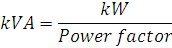 kVA = kW / Power factor